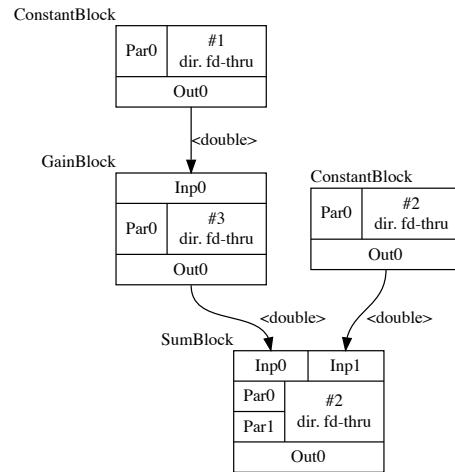 ConstantBlock
Par0
#1
dir. fd-thru
Out0
<double>
GainBlock
Inp0
Par0
#3
dir. fd-thru
Out0
ConstantBlock
Par0
#2
dir. fd-thru
Out0
<double>
<double>
SumBlock
Inp0 Inp1
Par0
Par1
#2
dir. fd-thru
Out0